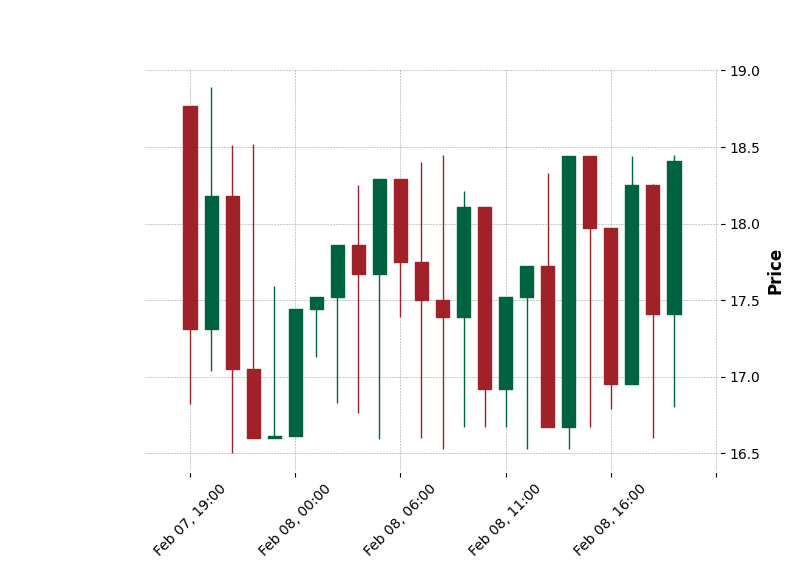 19.0
18.5
18.0
17.5
17.0
16.5
Price
Feb 07, 19:00
Feb 08, 00:00
Feb 08, 06:00
Feb 08, 11:00
Feb 08, 16:00